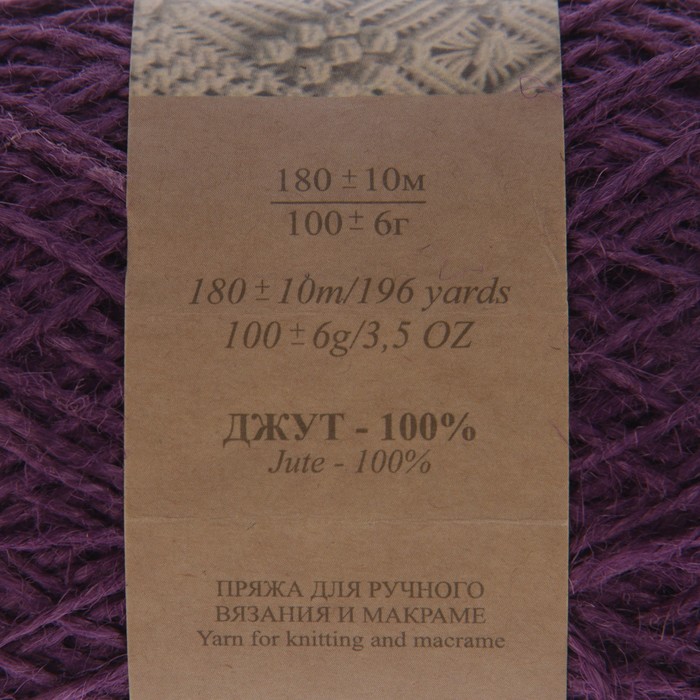 180 ± 10м
100 ± 6г
180 ± 10m/196 yards
100 ± 6g/3,5 OZ
ДЖУТ - 100%
Jute - 100%
ПРЯЖА ДЛЯ РУЧНОГО
ВЯЗАНИЯ И МАКРАМЕ
Yarn for knitting and macrame